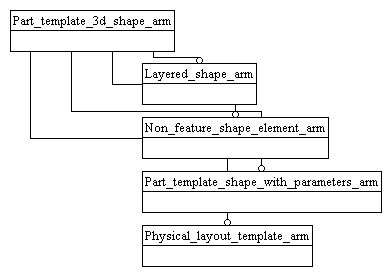 Part_template_3d_shape_arm
Layered_shape_arm
Non_feature_shape_element_arm
Part_template_shape_with_parameters_arm
Physical_layout_template_arm